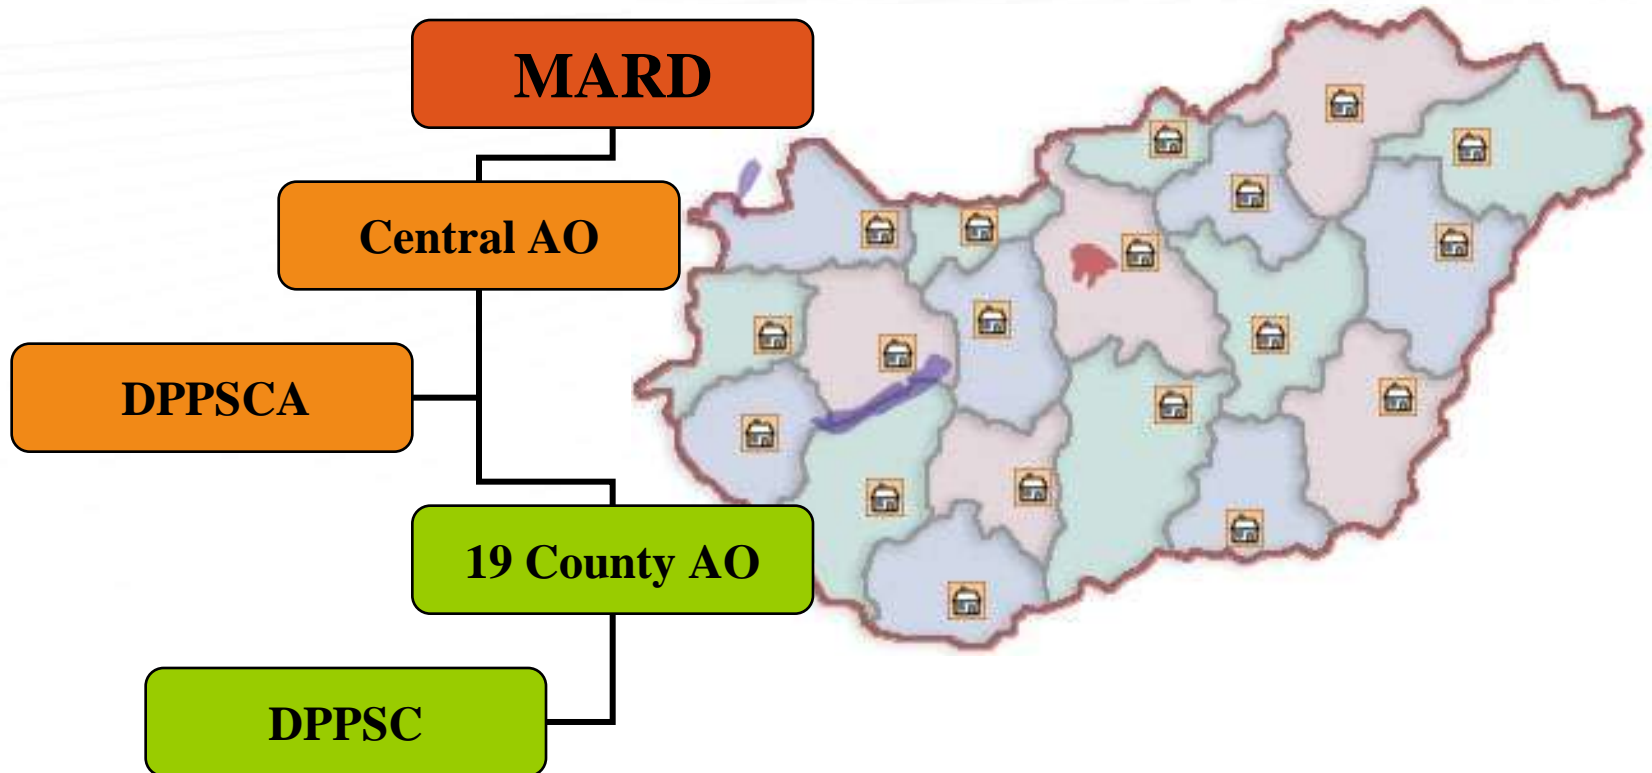 MARD
Central AO
DPPSCA
19 County AO
DPPSC